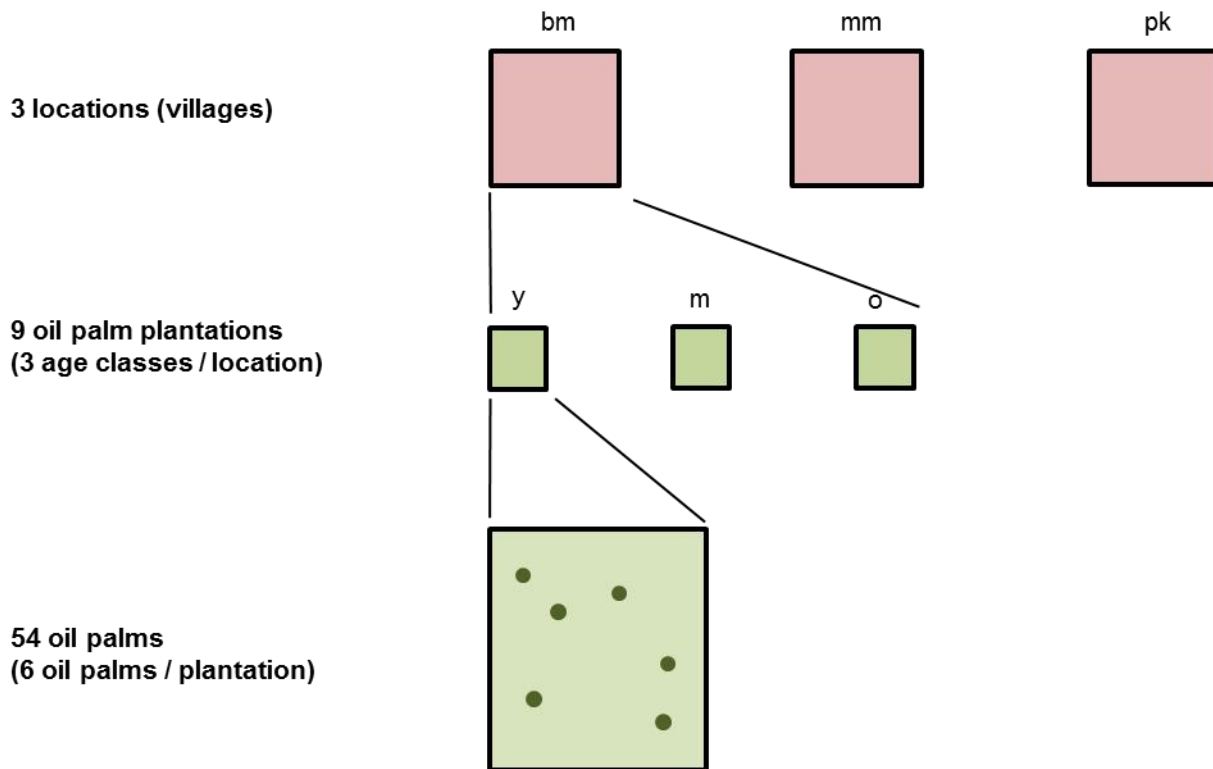 bm mm pk
3 locations (villages)
y m o
9 oil palm plantations
(3 age classes / location)
54 oil palms
(6 oil palms / plantation)